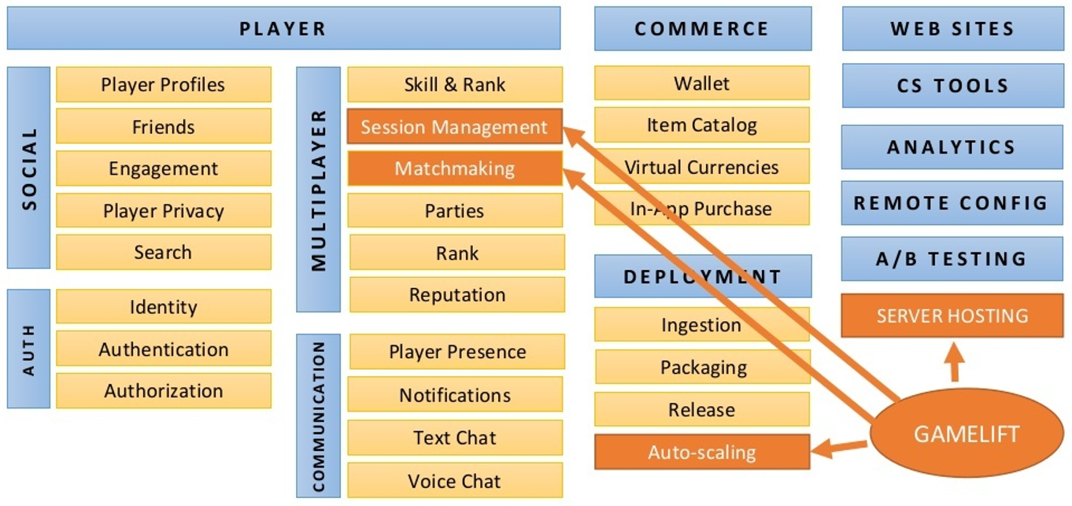 PLAYER
SOCIAL
Player Profiles
Friends
Engagement
Player Privacy
Search
AUTH
Identity
Authentication
Authorization
MULTIPLAYER
Skill & Rank
Session Management
Matchmaking
Parties
Rank
Reputation
COMMUNICATION
Player Presence
Notifications
Text Chat
Voice Chat
COMMERCE
Wallet
Item Catalog
Virtual Currencies
In-App Purchase
DEPLOYMENT
Ingestion
Packaging
Release
Auto-scaling
WEB SITES
CS TOOLS
ANALYTICS
REMOTE CONFIG
A/B TESTING
SERVER HOSTING
GAMELIFT